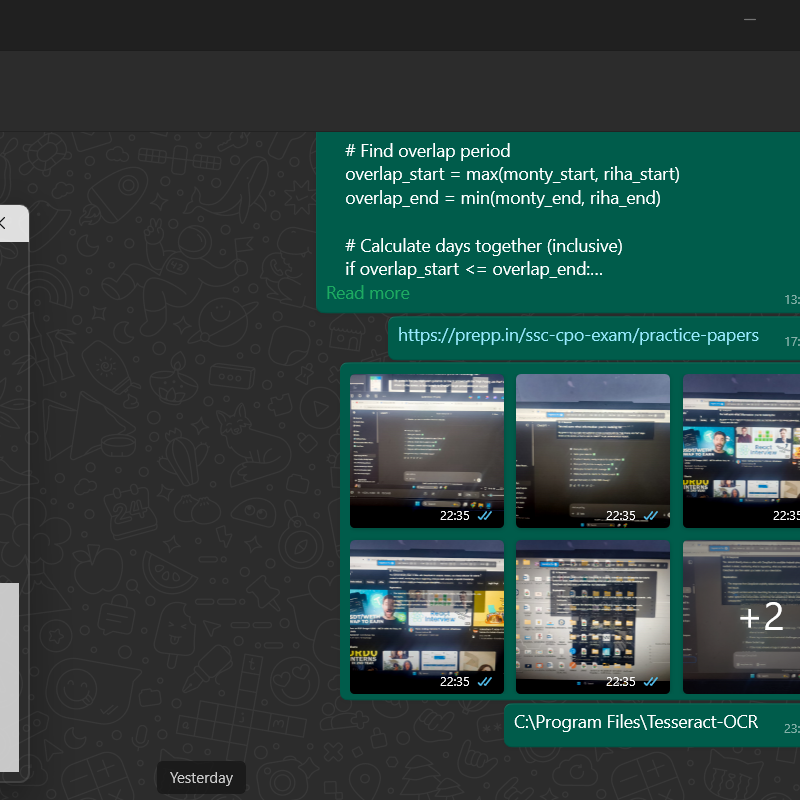 # Find overlap period
overlap_start = max(monty_start, riha_start)
overlap_end = min(monty_end, riha_end)
# Calculate days together (inclusive)
if overlap_start <= overlap_end:...
Read more
13:
https://prepp.in/ssc-cpo-exam/practice-papers
17:
22:35
22:35
22:35
22:35
22:35
+2
C:\Program Files\Tesseract-OCR
23:
Yesterday